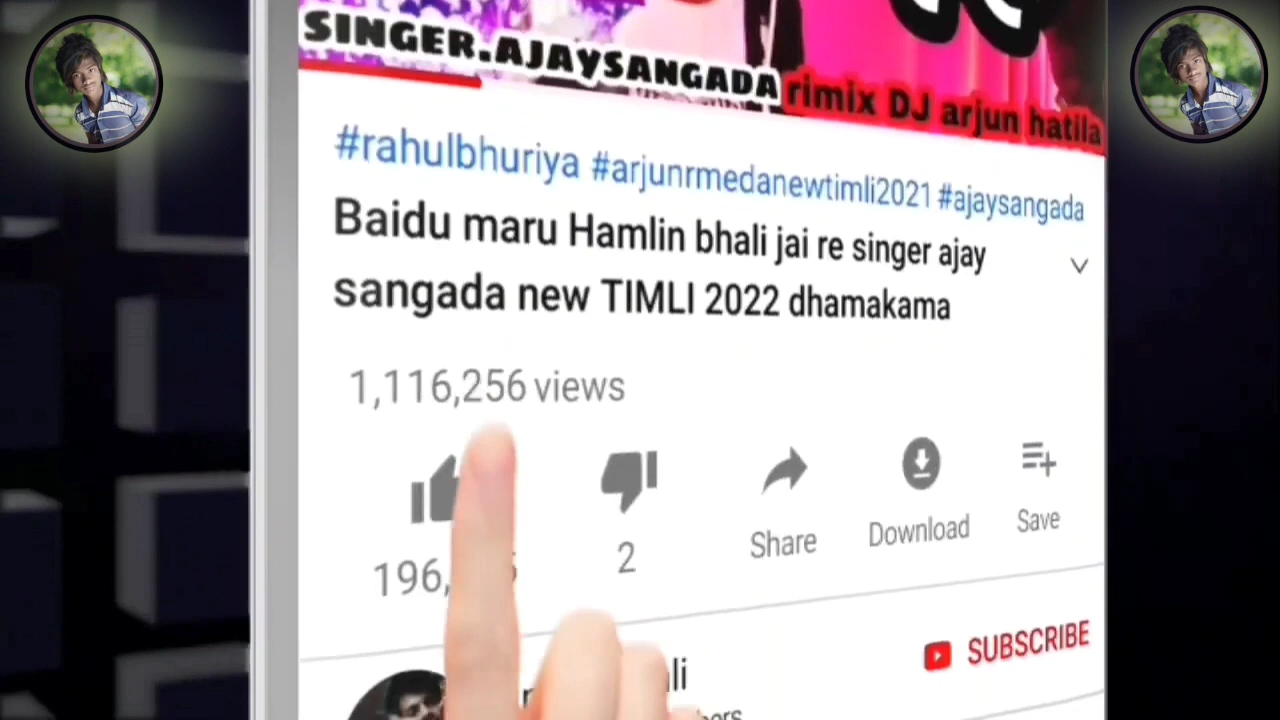 SINGER.AJAYSANGADA rimix DJ arjun hatila
#rahulbhuriya #arjunrmedanewtimli2021 #ajaysangada
Baidu maru Hamlin bhali jai re singer ajay
sangada new TIMLI 2022 dhamakama
1,116,256 views
196,
2
Share
Download
Save
SUBSCRIBE